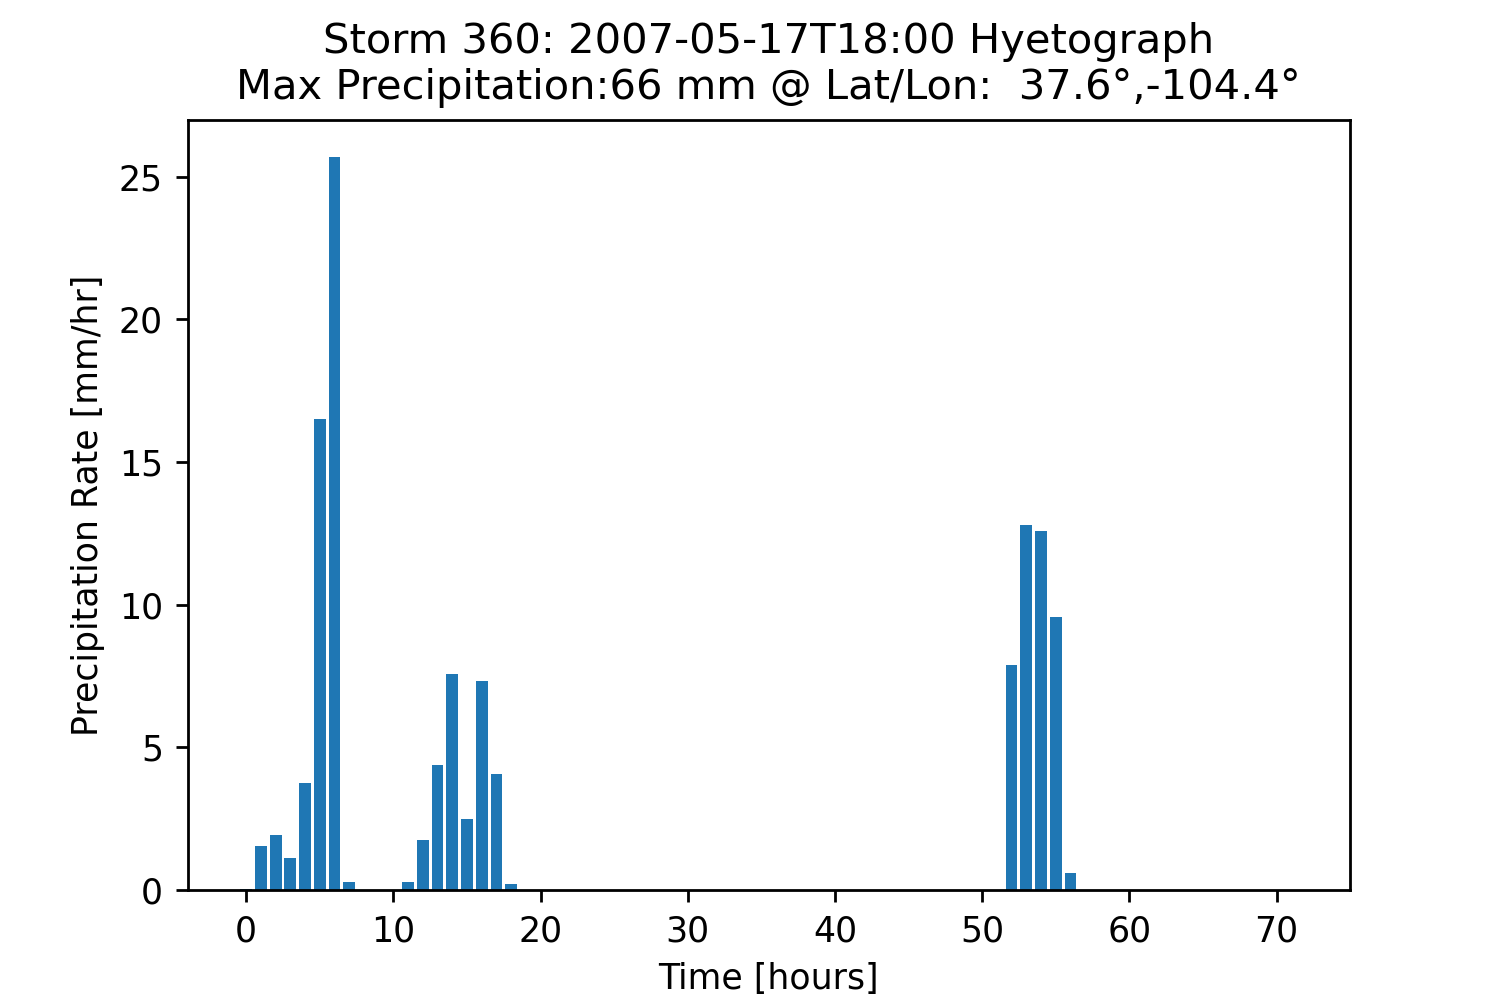 Storm 360: 2007-05-17T18:00 Hyetograph
Max Precipitation:66 mm @ Lat/Lon:  37.6°,-104.4°
Precipitation Rate [mm/hr]
25
20
15
10
5
0
0 10 20 30 40 50 60 70
Time [hours]